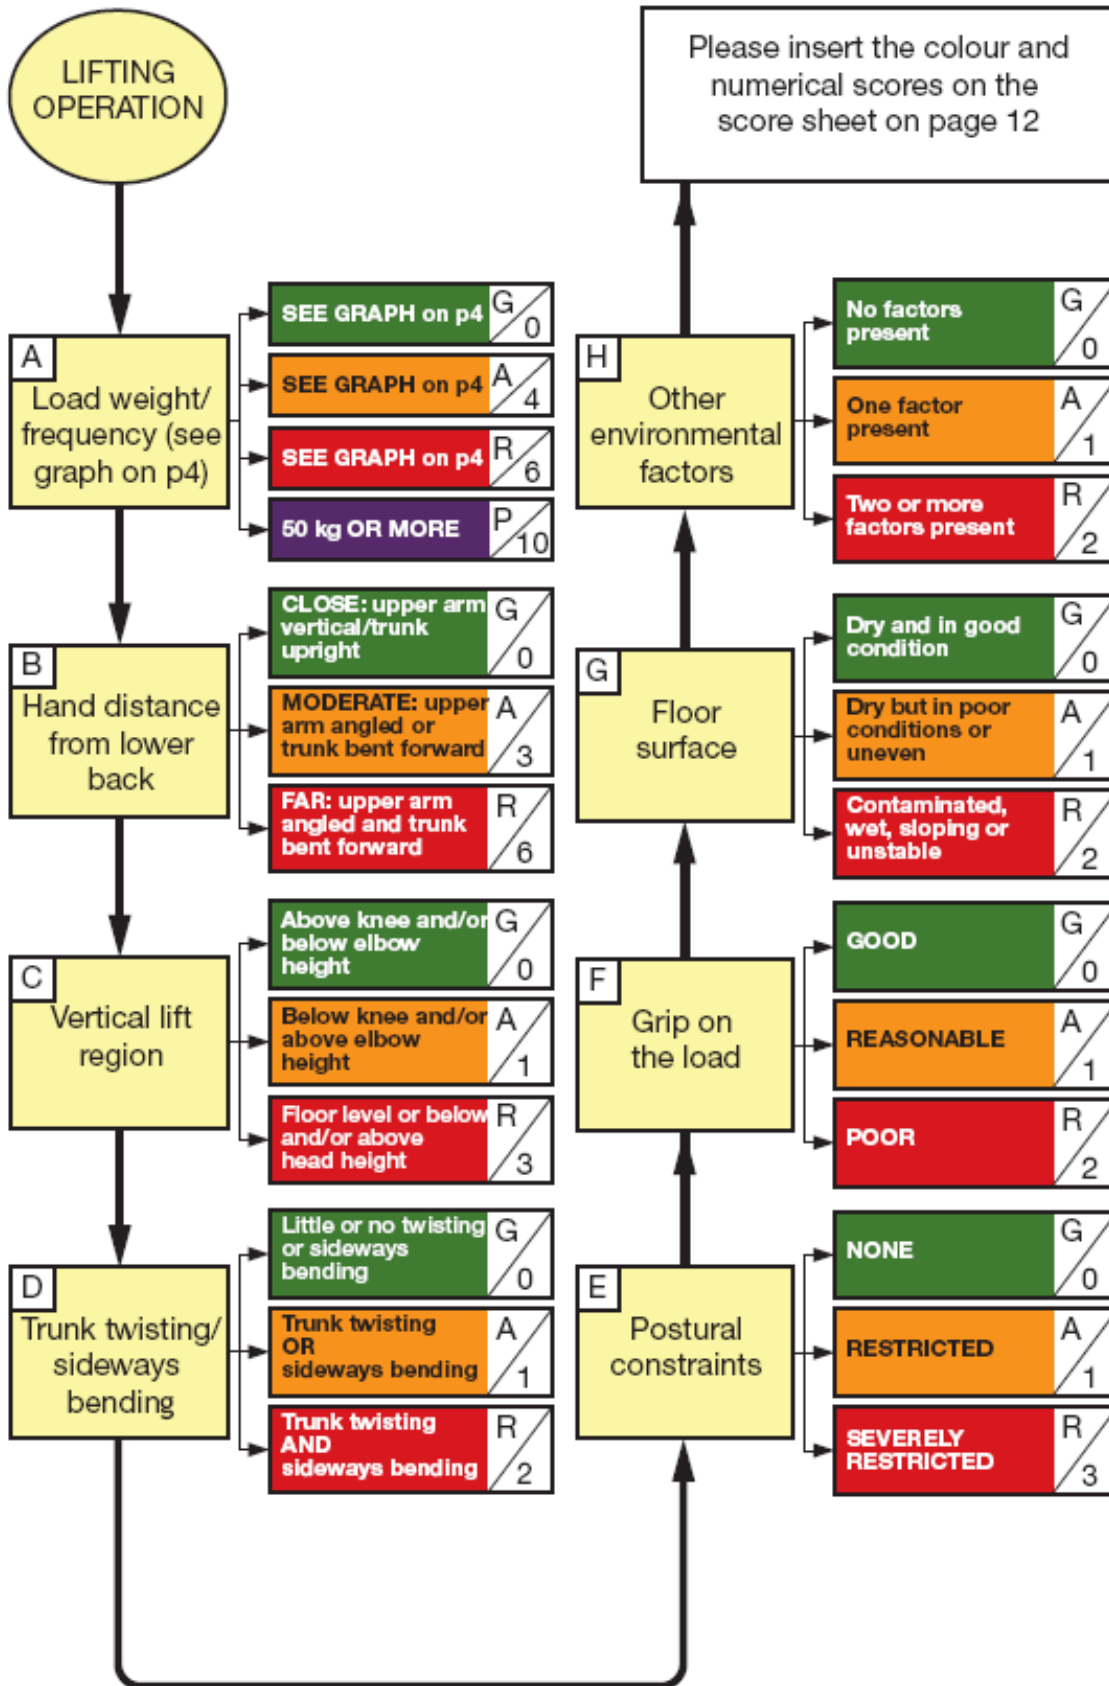 LIFTING
OPERATION
A
Load weight/
frequency (see
graph on p4)
SEE GRAPH on p4
G
0
SEE GRAPH on p4
A
4
SEE GRAPH on p4
R
6
50 kg OR MORE
P
10
B
Hand distance
from lower
back
CLOSE: upper arm
vertical/trunk
upright
G
0
MODERATE: upper
arm angled or
trunk bent forward
A
3
FAR: upper arm
angled and trunk
bent forward
R
6
C
Vertical lift
region
Above knee and/or
below elbow
height
G
0
Below knee and/or
above elbow
height
A
1
Floor level or below
and/or above
head height
R
3
D
Trunk twisting/
sideways
bending
Little or no twisting
or sideways
bending
G
0
Trunk twisting
OR
sideways bending
A
1
Trunk twisting
AND
sideways bending
R
2
E
Postural
constraints
NONE
G
0
RESTRICTED
A
1
SEVERELY
RESTRICTED
R
3
F
Grip on
the load
GOOD
G
0
REASONABLE
A
1
POOR
R
2
G
Floor
surface
Dry and in good
condition
G
0
Dry but in poor
conditions or
uneven
A
1
Contaminated,
wet, sloping or
unstable
R
2
H
Other
environmental
factors
No factors
present
G
0
One factor
present
A
1
Two or more
factors present
R
2
Please insert the colour and
numerical scores on the
score sheet on page 12